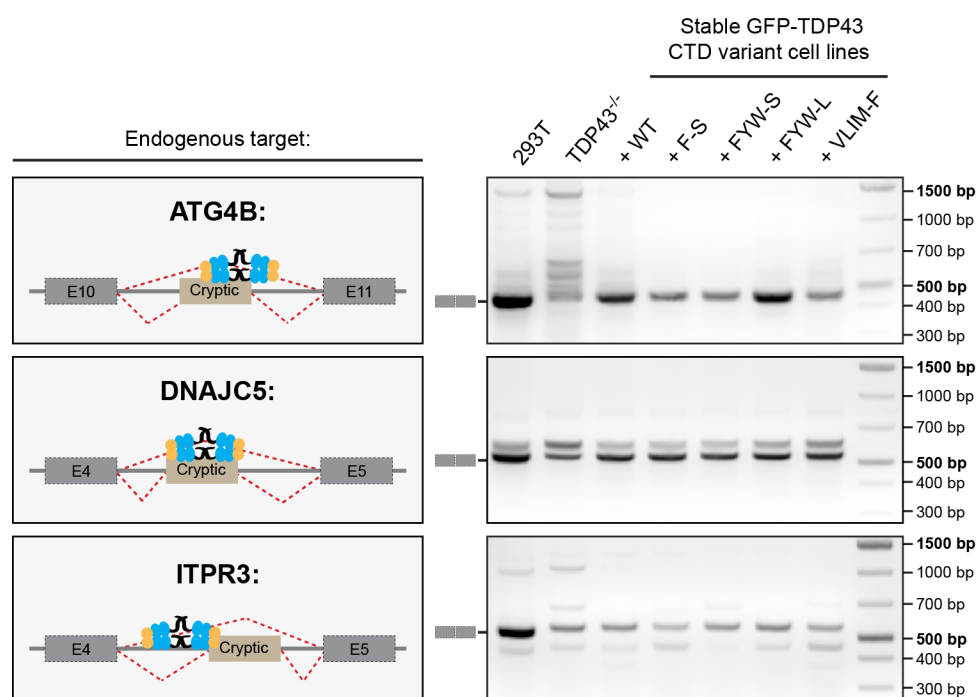 Stable GFP-TDP43
CTD variant cell lines
Endogenous target:
293T
TDP43-/-
+ WT
+ F-S
+ FYW-S
+ FYW-L
+ VLIM-F
ATG4B:
E10
Cryptic
E11
1500 bp
1000 bp
700 bp
500 bp
400 bp
300 bp
DNAJC5:
E4
Cryptic
E5
1500 bp
1000 bp
700 bp
500 bp
400 bp
300 bp
ITPR3:
E4
Cryptic
E5
1500 bp
1000 bp
700 bp
500 bp
400 bp
300 bp